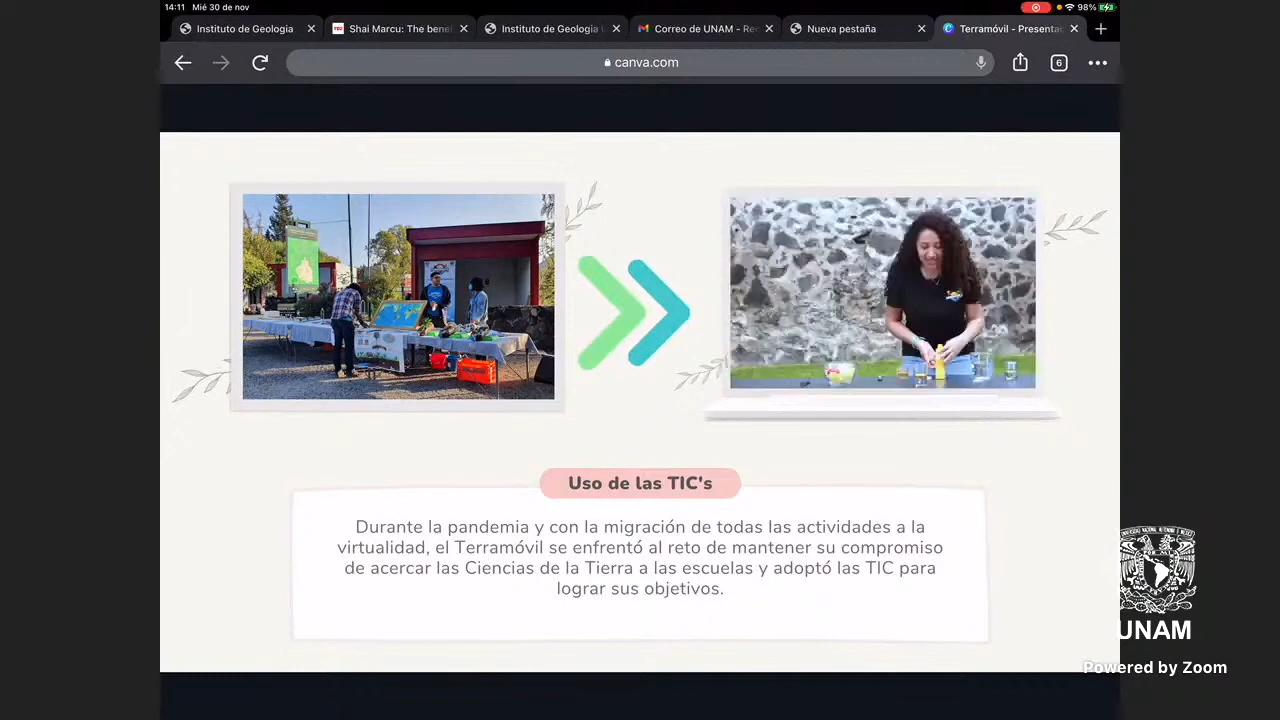 14:11 Mié 30 de nov
98%
Instituto de Geología
Shai Marcu: The bene
Instituto de Geología
Correo de UNAM - Re
Nueva pestaña
Terramóvil - Presenta
canva.com
6
Uso de las TIC's
Durante la pandemia y con la migración de todas las actividades a la
virtualidad, el Terramóvil se enfrentó al reto de mantener su compromiso
de acercar las Ciencias de la Tierra a las escuelas y adoptó las TIC para
lograr sus objetivos.
UNAM
Powered by Zoom